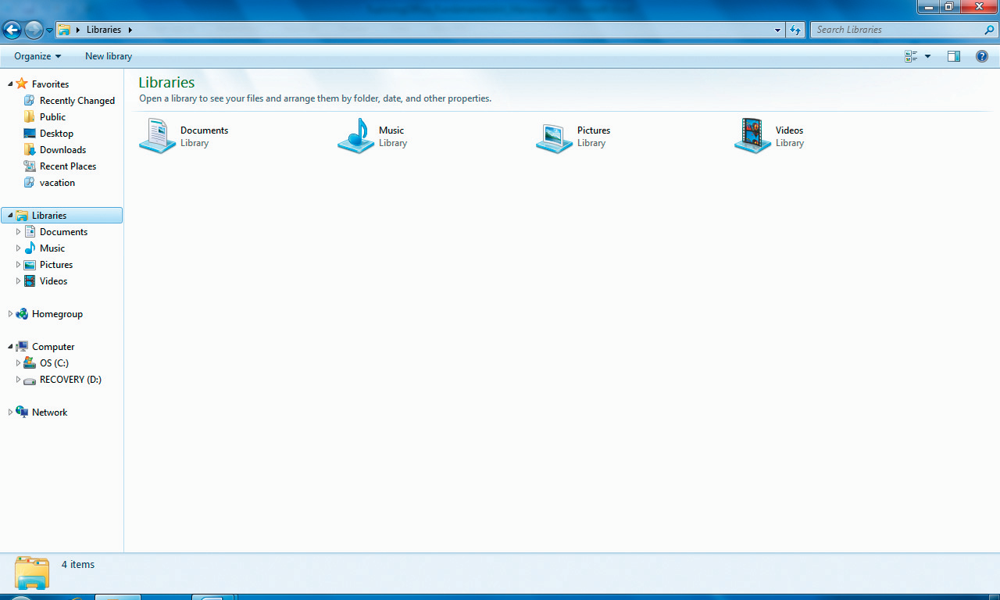 Libraries
Search Libraries
Organize
New library
Favorites
Recently Changed
Public
Desktop
Downloads
Recent Places
vacation
Libraries
Documents
Music
Pictures
Videos
Homegroup
Computer
OS (C:)
RECOVERY (D:)
Network
Libraries
Open a library to see your files and arrange them by folder, date, and other properties.
Documents
Library
Music
Library
Pictures
Library
Videos
Library
4 items